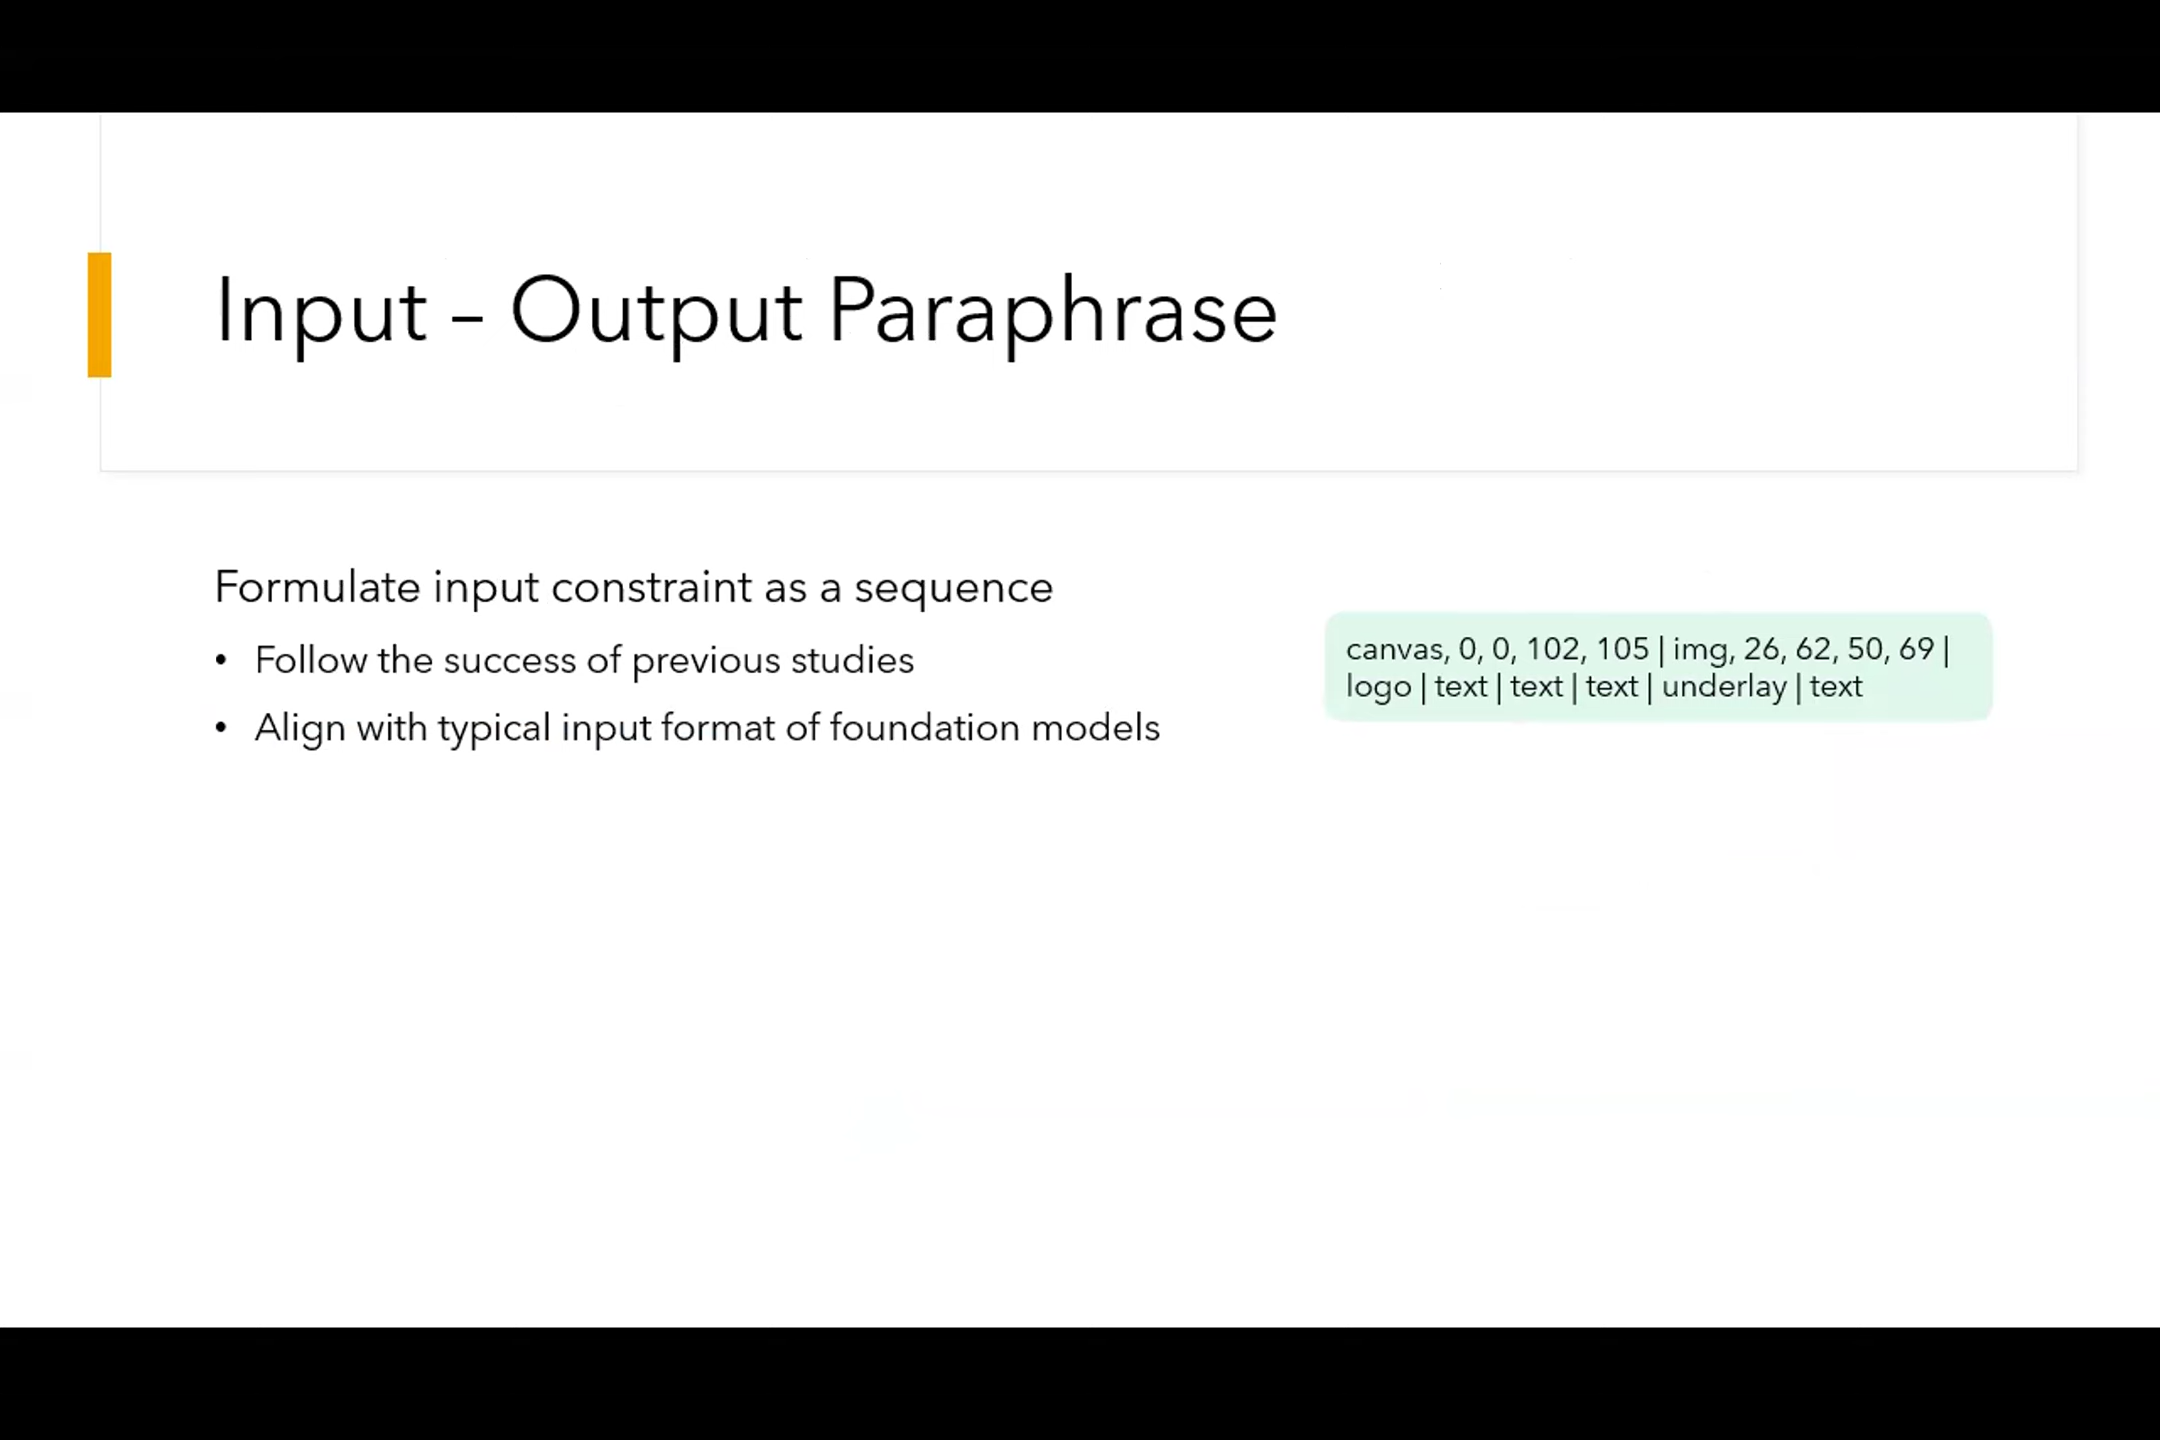 Input – Output Paraphrase
Formulate input constraint as a sequence
• Follow the success of previous studies
• Align with typical input format of foundation models
canvas, 0, 0, 102, 105 | img, 26, 62, 50, 69 |
logo | text | text | text | underlay | text